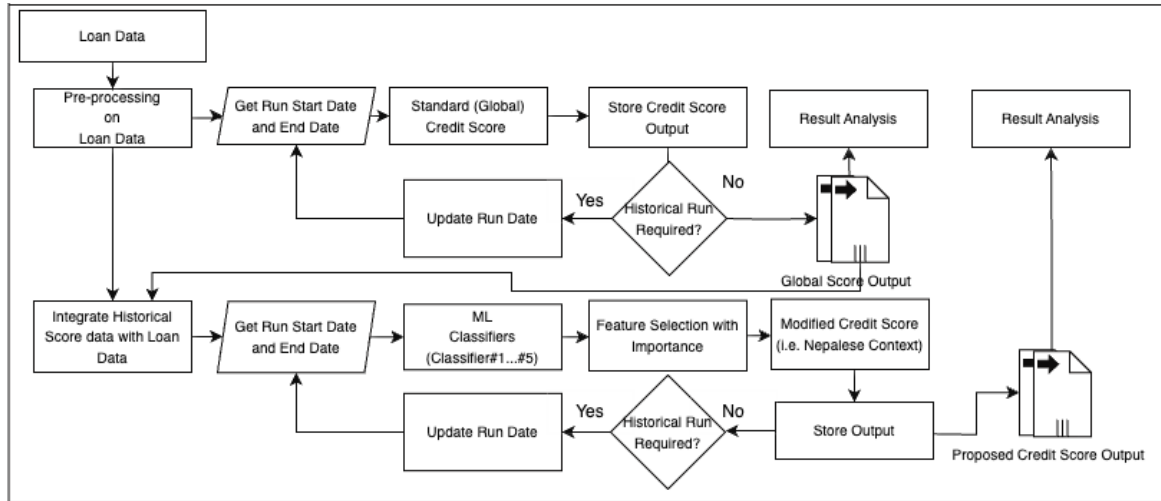 Loan Data
Pre-processing
on
Loan Data
Get Run Start Date
and End Date
Standard (Global)
Credit Score
Store Credit Score
Output
Result Analysis
Result Analysis
Update Run Date
Yes
Historical Run
Required?
No
Global Score Output
Integrate Historical
Score data with Loan
Data
Get Run Start Date
and End Date
ML
Classifiers
(Classifier#1...#5)
Feature Selection with
Importance
Modified Credit Score
(i.e. Nepalese Context)
Update Run Date
Yes
Historical Run
Required?
No
Store Output
Proposed Credit Score Output